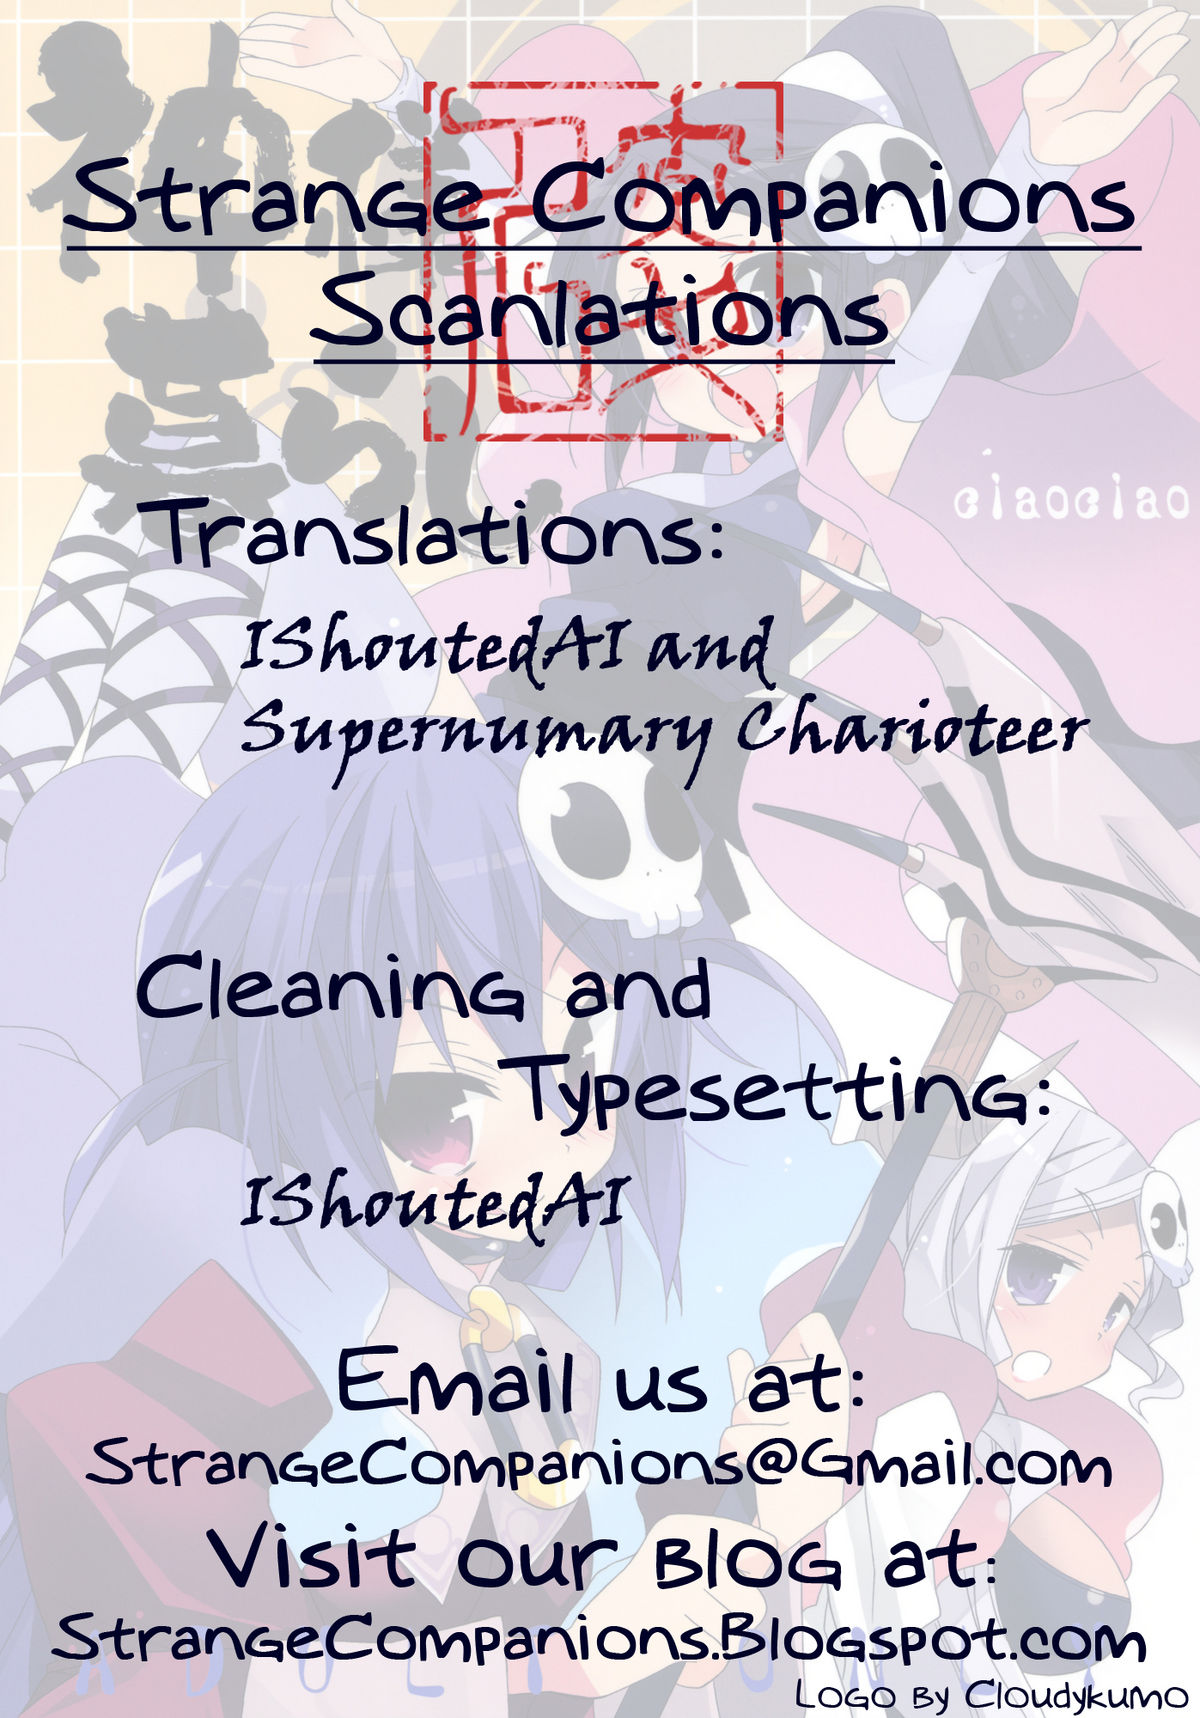 Strange Companions
Scanlations
ciaociao
Translations:
IShoutedAI and
Supernumary Charioteer
Cleaning and
Typesetting:
IShoutedAI
Email us at:
StrangeCompanions@Gmail.com
Visit our Blog at:
StrangeCompanions.Blogspot.com
Logo by Cloudykumo